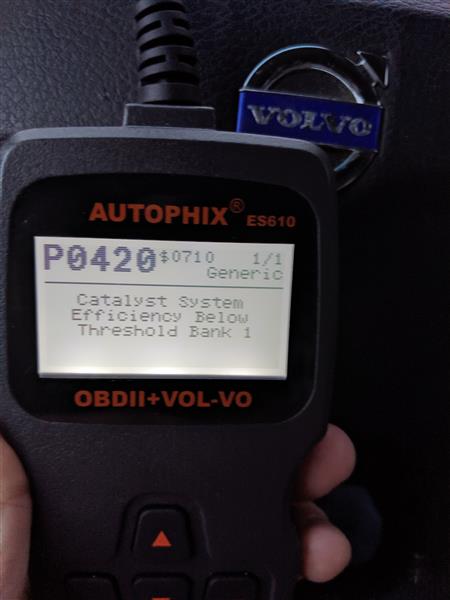 VOLVO
AUTOPHIX® ES610
P0420 $0710 1/1
Generic
Catalyst System
Efficiency Below
Threshold Bank 1
OBDII+VOL-VO